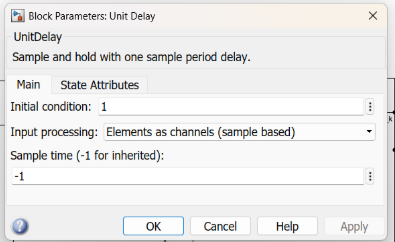 Block Parameters: Unit Delay
UnitDelay
Sample and hold with one sample period delay.
Main State Attributes
Initial condition: 1
Input processing: Elements as channels (sample based)
Sample time (-1 for inherited):
-1
OK Cancel Help Apply